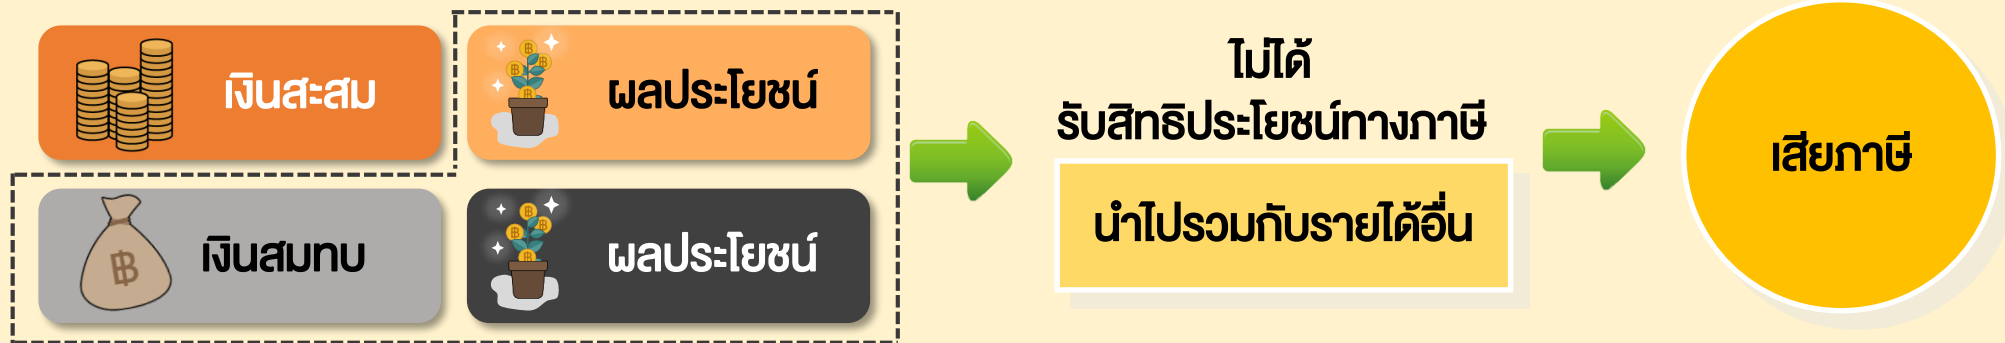 เงินสะสม
ผลประโยชน์
เงินสมทบ
ผลประโยชน์
ไม่ได้
รับสิทธิประโยชน์ทางภาษี
นำไปรวมกับรายได้อื่น
เสียภาษี